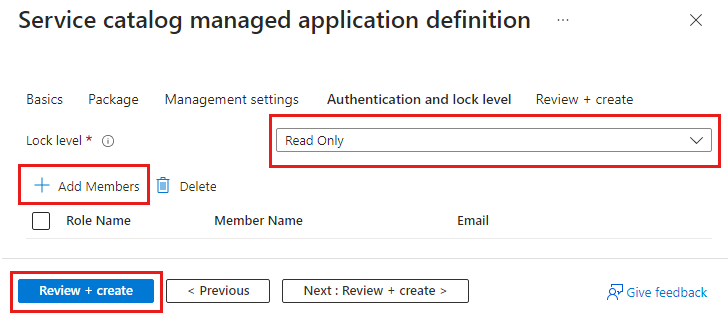 Service catalog managed application definition ...
Basics Package Management settings Authentication and lock level Review + create
Lock level * Read Only
+ Add Members Delete
Role Name Member Name Email
Review + create < Previous Next : Review + create > Give feedback